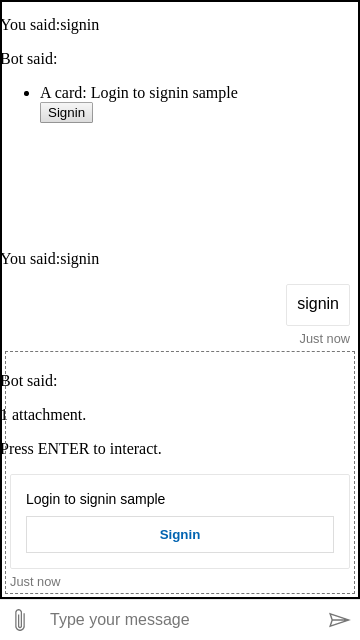 You said:signin
Bot said:
A card: Login to signin sample
Signin
You said:signin
signin
Just now
Bot said:
1 attachment.
Press ENTER to interact.
Login to signin sample
Signin
Just now
Type your message